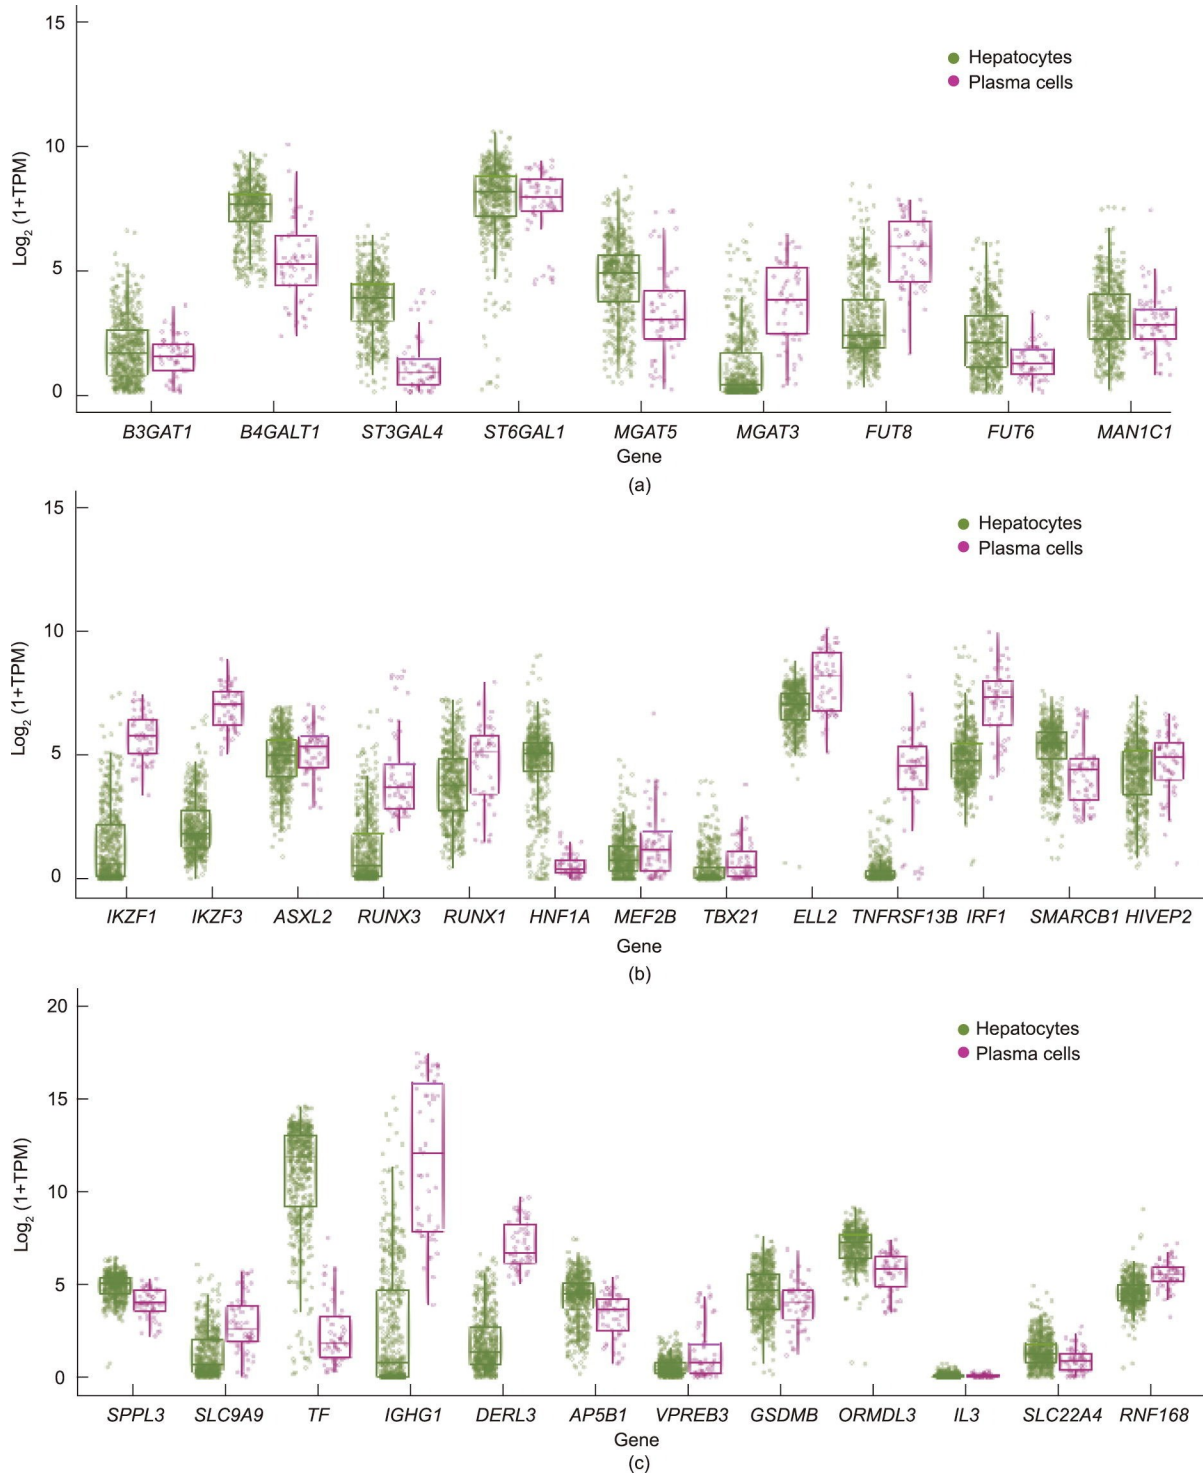 15
10
5
0
Log2 (1+TPM)
Hepatocytes
Plasma cells
B3GAT1 B4GALT1 ST3GAL4 ST6GAL1 MGAT5 MGAT3 FUT8 FUT6 MAN1C1
Gene
(a)
15
10
5
0
Log2 (1+TPM)
Hepatocytes
Plasma cells
IKZF1 IKZF3 ASXL2 RUNX3 RUNX1 HNF1A MEF2B TBX21 ELL2 TNFRSF13B IRF1 SMARCB1 HIVEP2
Gene
(b)
20
15
10
5
0
Log2 (1+TPM)
Hepatocytes
Plasma cells
SPPL3 SLC9A9 TF IGHG1 DERL3 AP5B1 VPREB3 GSDMB ORMDL3 IL3 SLC22A4 RNF168
Gene
(c)